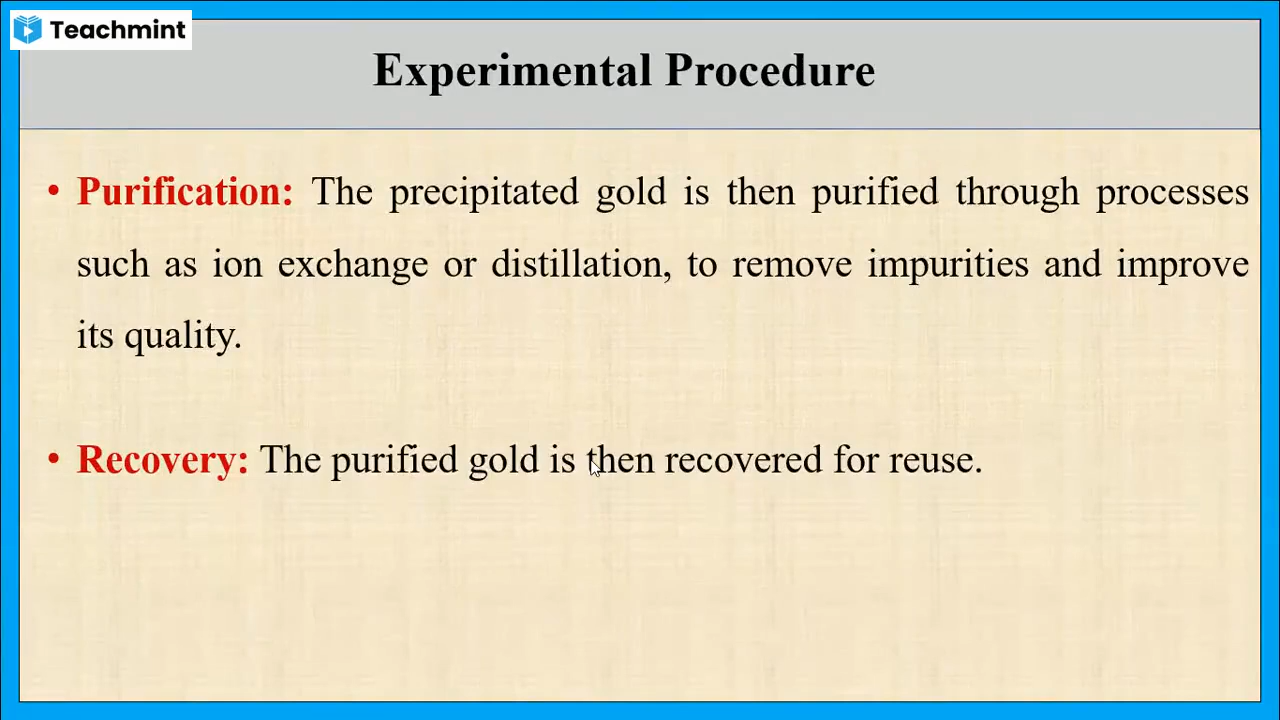 Teachmint
Experimental Procedure
• Purification: The precipitated gold is then purified through processes
such as ion exchange or distillation, to remove impurities and improve
its quality.
• Recovery: The purified gold is then recovered for reuse.